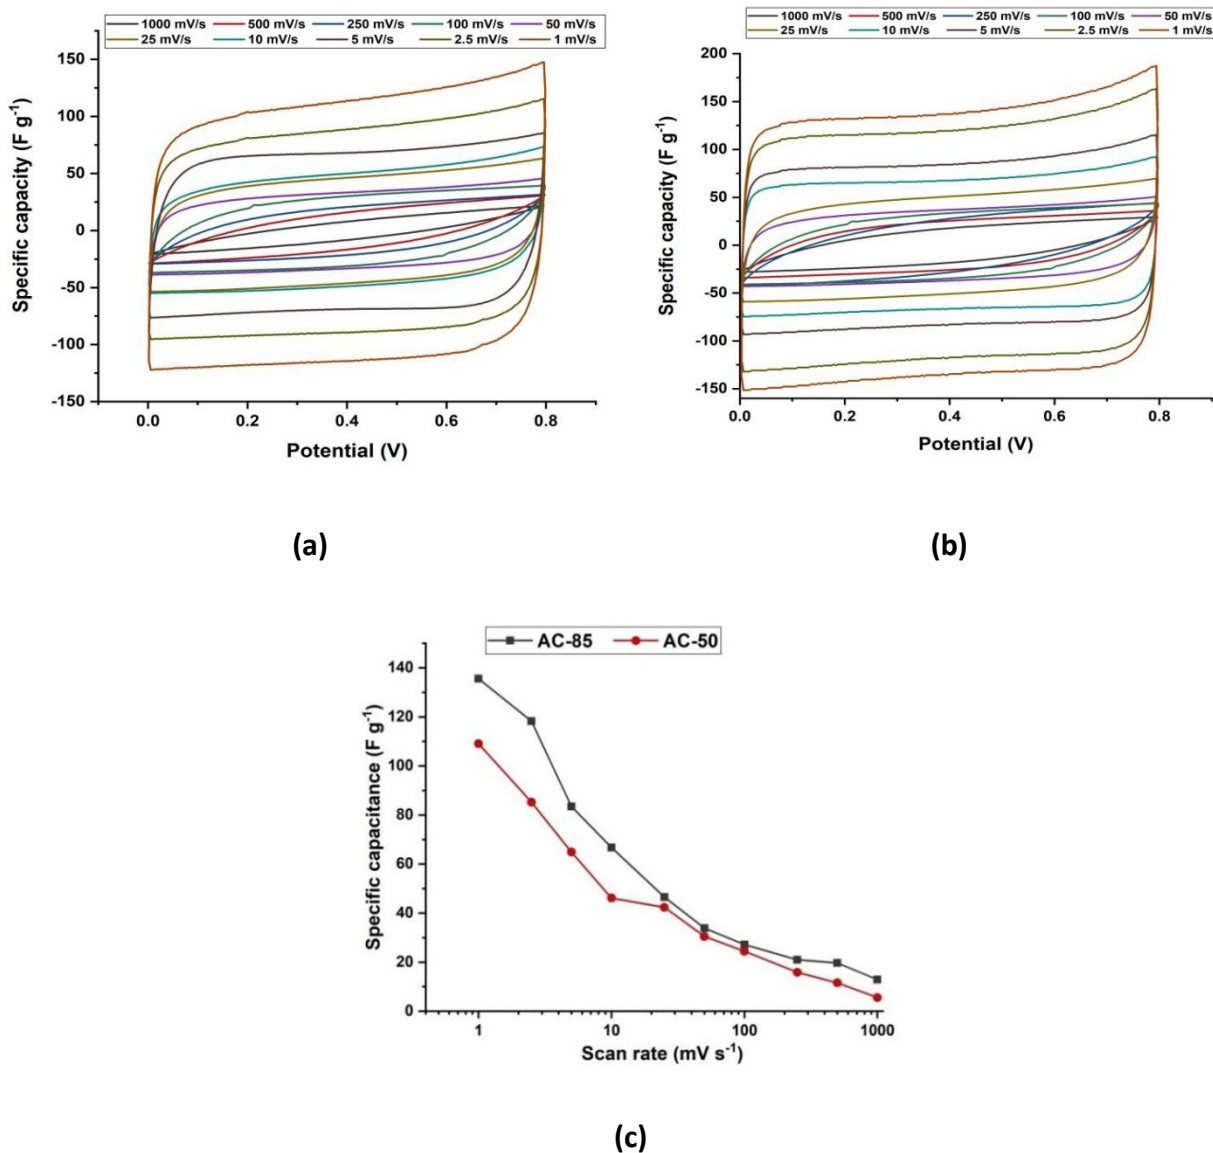 1000 mV/s 500 mV/s 250 mV/s 100 mV/s 50 mV/s
25 mV/s 10 mV/s 5 mV/s 2.5 mV/s 1 mV/s
150
100
50
0
-50
-100
-150
0.0 0.2 0.4 0.6 0.8
Specific capacity (F g⁻¹)
Potential (V)
(a)
1000 mV/s 500 mV/s 250 mV/s 100 mV/s 50 mV/s
25 mV/s 10 mV/s 5 mV/s 2.5 mV/s 1 mV/s
200
150
100
50
0
-50
-100
-150
0.0 0.2 0.4 0.6 0.8
Specific capacity (F g⁻¹)
Potential (V)
(b)
AC-85 AC-50
140
120
100
80
60
40
20
0
1 10 100 1000
Specific capacitance (F g⁻¹)
Scan rate (mV s⁻¹)
(c)